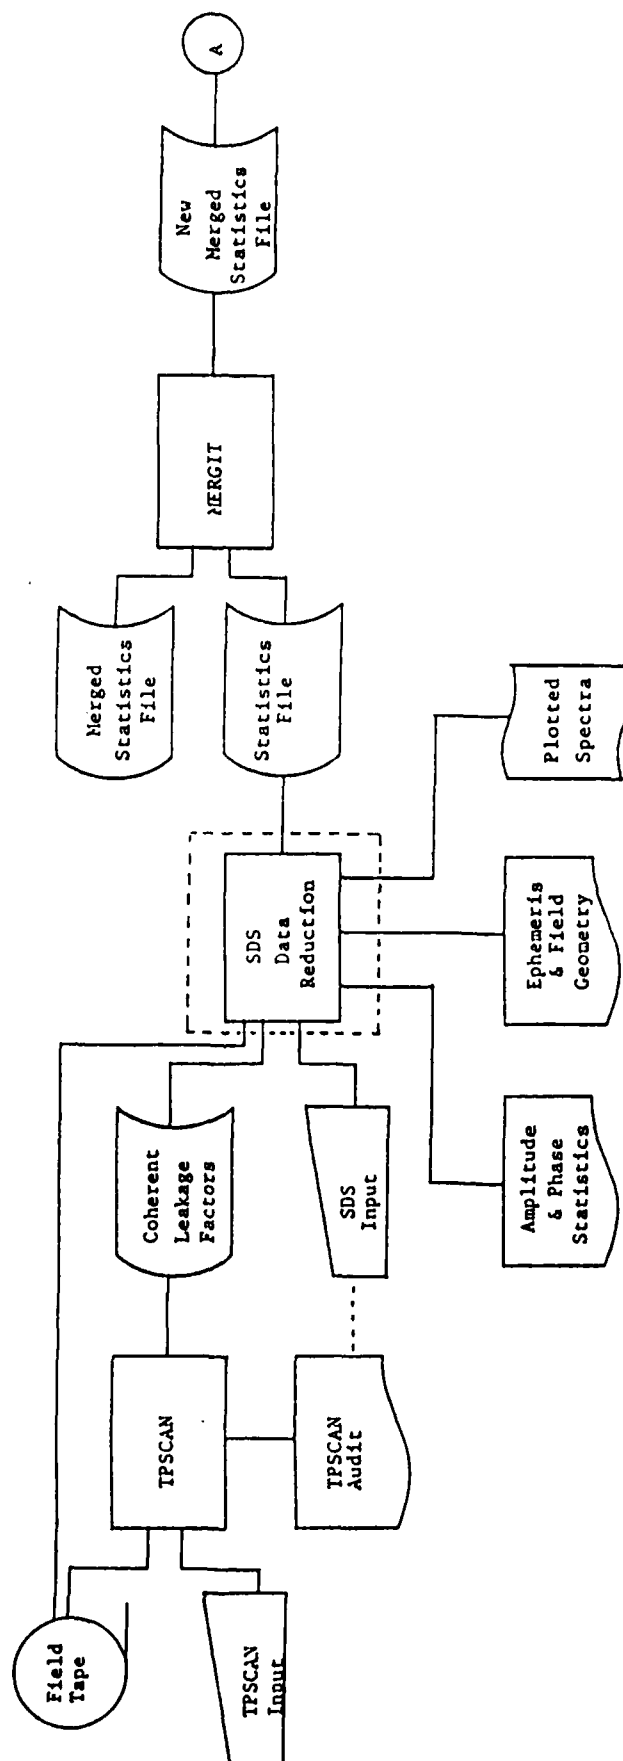 Field
Tape
TPSCAN
Input
TPSCAN
TPSCAN
Audit
Coherent
Leakage
Factors
SDS
Input
SDS
Data
Reduction
Amplitude
& Phase
Statistics
Ephemeris
& Field
Geometry
Plotted
Spectra
Merged
Statistics
File
Statistics
File
MERGIT
New
Merged
Statistics
File
A